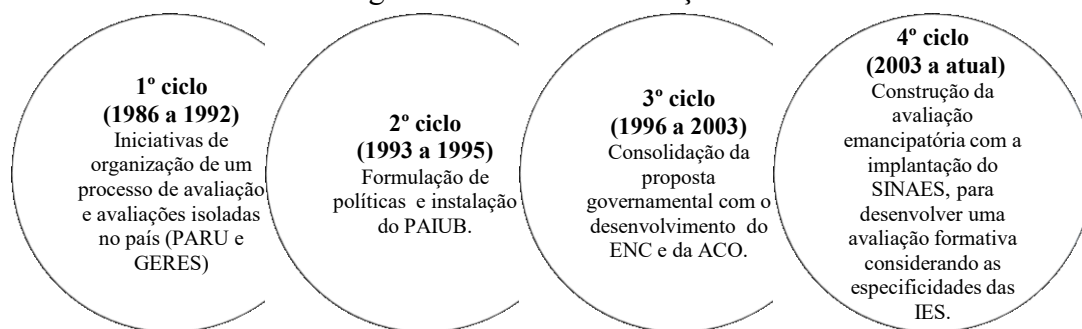 1º ciclo
(1986 a 1992)
Iniciativas de
organização de um
processo de avaliação
e avaliações isoladas
no país (PARU e
GERES)
2º ciclo
(1993 a 1995)
Formulação de
políticas e instalação
do PAIUB.
3º ciclo
(1996 a 2003)
Consolidação da
proposta
governamental com o
desenvolvimento do
ENC e da ACO.
4º ciclo
(2003 a atual)
Construção da
avaliação
emancipatória com a
implantação do
SINAES, para
desenvolver uma
avaliação formativa
considerando as
especificidades das
IES.